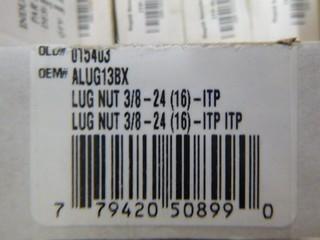 OLD# 015403
OEM# ALUG13BX
LUG NUT 3/8-24 (16)-ITP
LUG NUT 3/8-24 (16)-ITP ITP
7 79420 50899 0